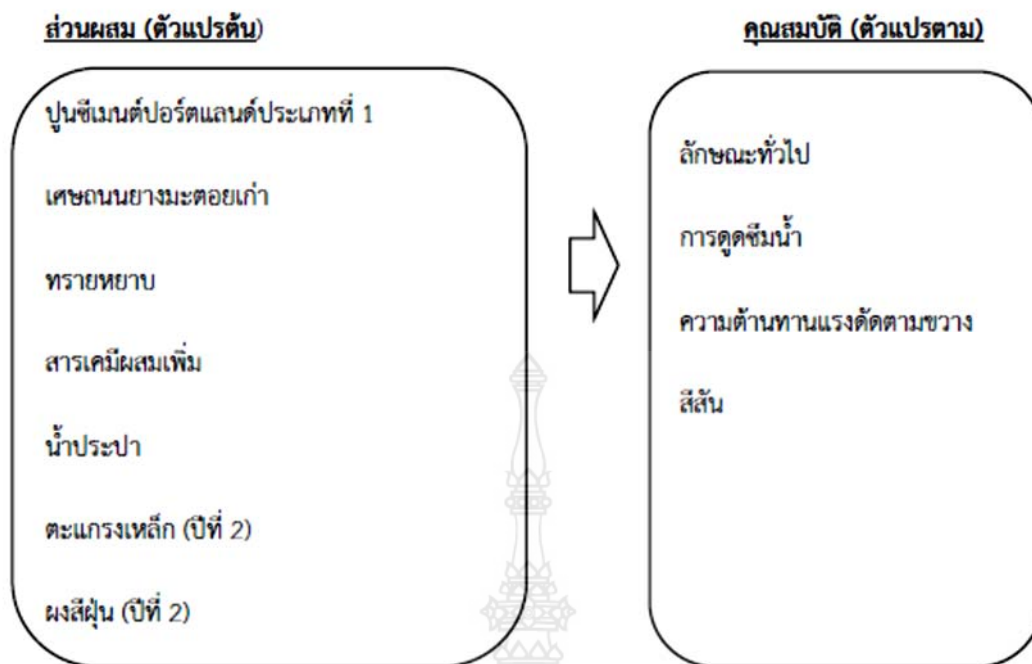 ส่วนผสม (ตัวแปรต้น)
ปูนซีเมนต์ปอร์ตแลนด์ประเภทที่ 1
เศษถนนยางมะตอยเก่า
ทรายหยาบ
สารเคมีผสมเพิ่ม
น้ำประปา
ตะแกรงเหล็ก (ปีที่ 2)
ผงสีฝุ่น (ปีที่ 2)
คุณสมบัติ (ตัวแปรตาม)
ลักษณะทั่วไป
การดูดซึมน้ำ
ความต้านทานแรงดัดตามขวาง
สีสัน